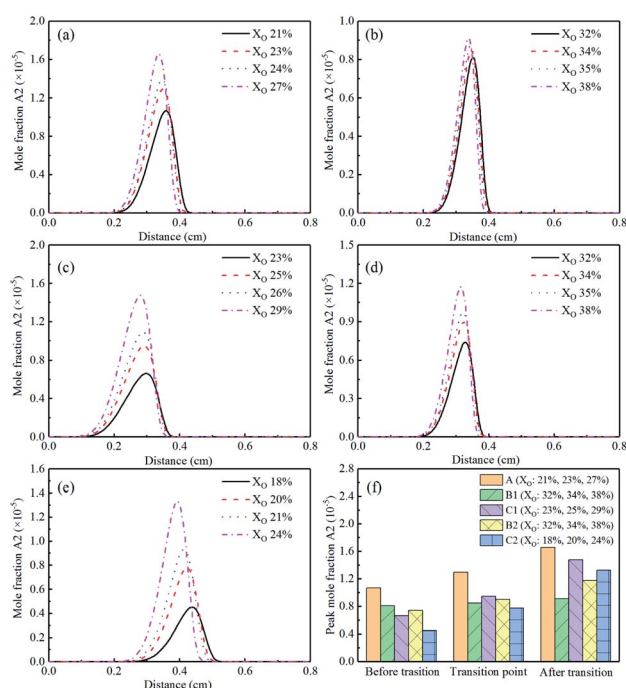 (a)
Mole fraction A2 (×10⁻⁵)
2.0
1.6
1.2
0.8
0.4
0.0
X_O 21%
X_O 23%
X_O 24%
X_O 27%
0.0 0.2 0.4 0.6 0.8
Distance (cm)
(b)
Mole fraction A2 (×10⁻⁵)
1.0
0.8
0.6
0.4
0.2
0.0
X_O 32%
X_O 34%
X_O 35%
X_O 38%
0.0 0.2 0.4 0.6 0.8
Distance (cm)
(c)
Mole fraction A2 (×10⁻⁵)
2.0
1.6
1.2
0.8
0.4
0.0
X_O 23%
X_O 25%
X_O 26%
X_O 29%
0.0 0.2 0.4 0.6 0.8
Distance (cm)
(d)
Mole fraction A2 (×10⁻⁵)
1.5
1.2
0.9
0.6
0.3
0.0
X_O 32%
X_O 34%
X_O 35%
X_O 38%
0.0 0.2 0.4 0.6 0.8
Distance (cm)
(e)
Mole fraction A2 (×10⁻⁵)
1.6
1.4
1.2
1.0
0.8
0.6
0.4
0.2
0.0
X_O 18%
X_O 20%
X_O 21%
X_O 24%
0.0 0.2 0.4 0.6 0.8
Distance (cm)
(f)
Peak mole fraction A2 (×10⁻⁵)
2.8
2.4
2.0
1.6
1.2
0.8
0.4
A (X_O: 21%, 23%, 27%)
B1 (X_O: 32%, 34%, 38%)
C1 (X_O: 23%, 25%, 29%)
B2 (X_O: 32%, 34%, 38%)
C2 (X_O: 18%, 20%, 24%)
Before trasition Transition point After transition